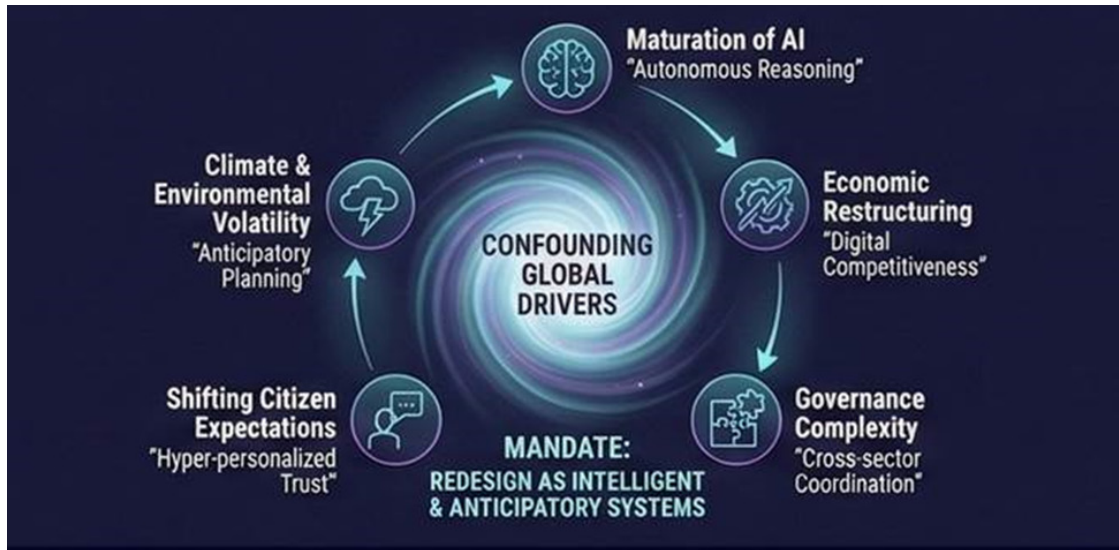 Maturation of AI
"Autonomous Reasoning"
Climate &
Environmental
Volatility
"Anticipatory
Planning"
Economic
Restructuring
"Digital
Competitiveness"
CONFOUNDING
GLOBAL
DRIVERS
Shifting Citizen
Expectations
"Hyper-personalized
Trust"
Governance
Complexity
"Cross-sector
Coordination"
MANDATE:
REDESIGN AS INTELLIGENT
& ANTICIPATORY SYSTEMS